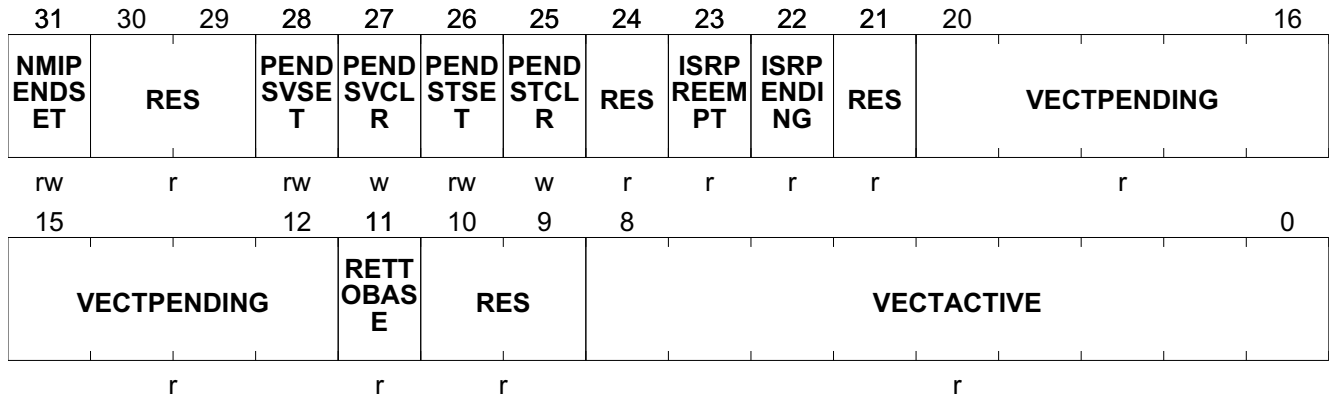 31 30 29 28 27 26 25 24 23 22 21 20 16
NMIP ENDS ET RES PEND SVSE T PEND SVCL R PEND STSE T PEND STCL R RES ISRP REEM PT ISRP ENDI NG RES VECTPENDING
rw r rw w rw w r r r r r
15 12 11 10 9 8 0
VECTPENDING RETT OBAS E RES VECTACTIVE
r r r r